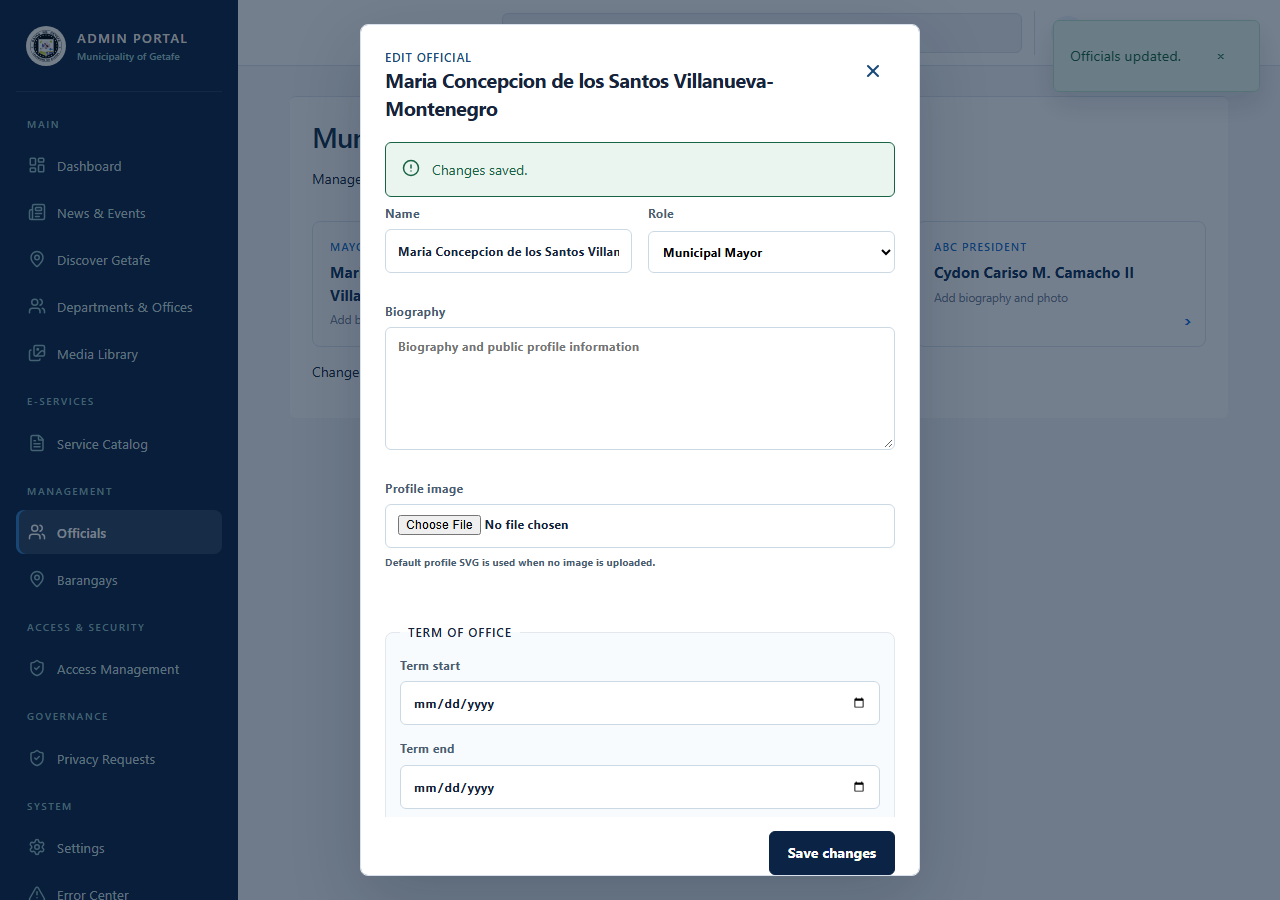 ADMIN PORTAL
Municipality of Getafe
MAIN
Dashboard
News & Events
Discover Getafe
Departments & Offices
Media Library
E-SERVICES
Service Catalog
MANAGEMENT
Officials
Barangays
ACCESS & SECURITY
Access Management
GOVERNANCE
Privacy Requests
SYSTEM
Settings
Error Center
Officials updated. ×
EDIT OFFICIAL
Maria Concepcion de los Santos Villanueva-
Montenegro
Changes saved.
Name
Role
Maria Concepcion de los Santos Villan
Municipal Mayor
Biography
Biography and public profile information
Profile image
Choose File No file chosen
Default profile SVG is used when no image is uploaded.
TERM OF OFFICE
Term start
mm/dd/yyyy
Term end
mm/dd/yyyy
Save changes
Mun
Manage
MAYO
Mar
Villa
Add b
Change
ABC PRESIDENT
Cydon Cariso M. Camacho II
Add biography and photo